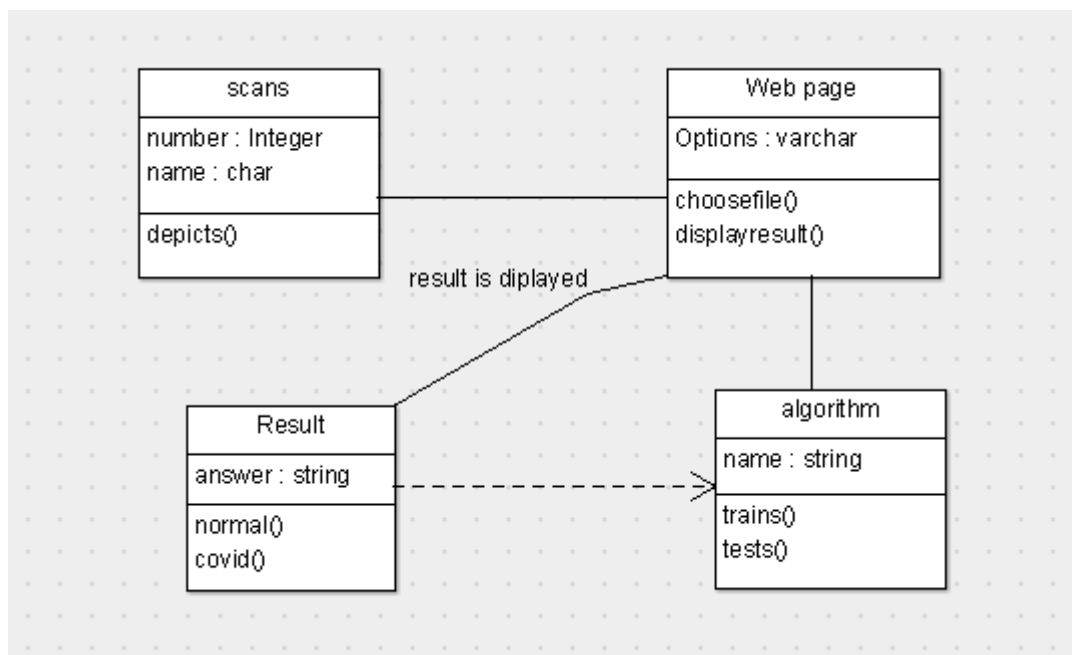 scans
number : Integer
name : char
depicts()
Web page
Options : varchar
choosefile()
displayresult()
result is diplayed
Result
answer : string
normal()
covid()
algorithm
name : string
trains()
tests()